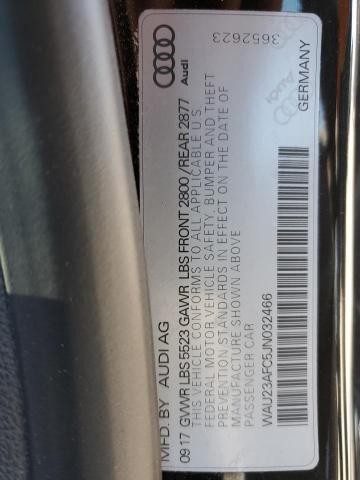 MFD. BY AUDI AG
09 17 GVWR LBS 5523 GAWR LBS FRONT 2800 / REAR 2877
THIS VEHICLE CONFORMS TO ALL APPLICABLE U.S.
FEDERAL MOTOR VEHICLE SAFETY, BUMPER AND THEFT
PREVENTION STANDARDS IN EFFECT ON THE DATE OF
MANUFACTURE SHOWN ABOVE
PASSENGER CAR
WAU23AFC5JN032466
GERMANY
Audi
3652623
Audi